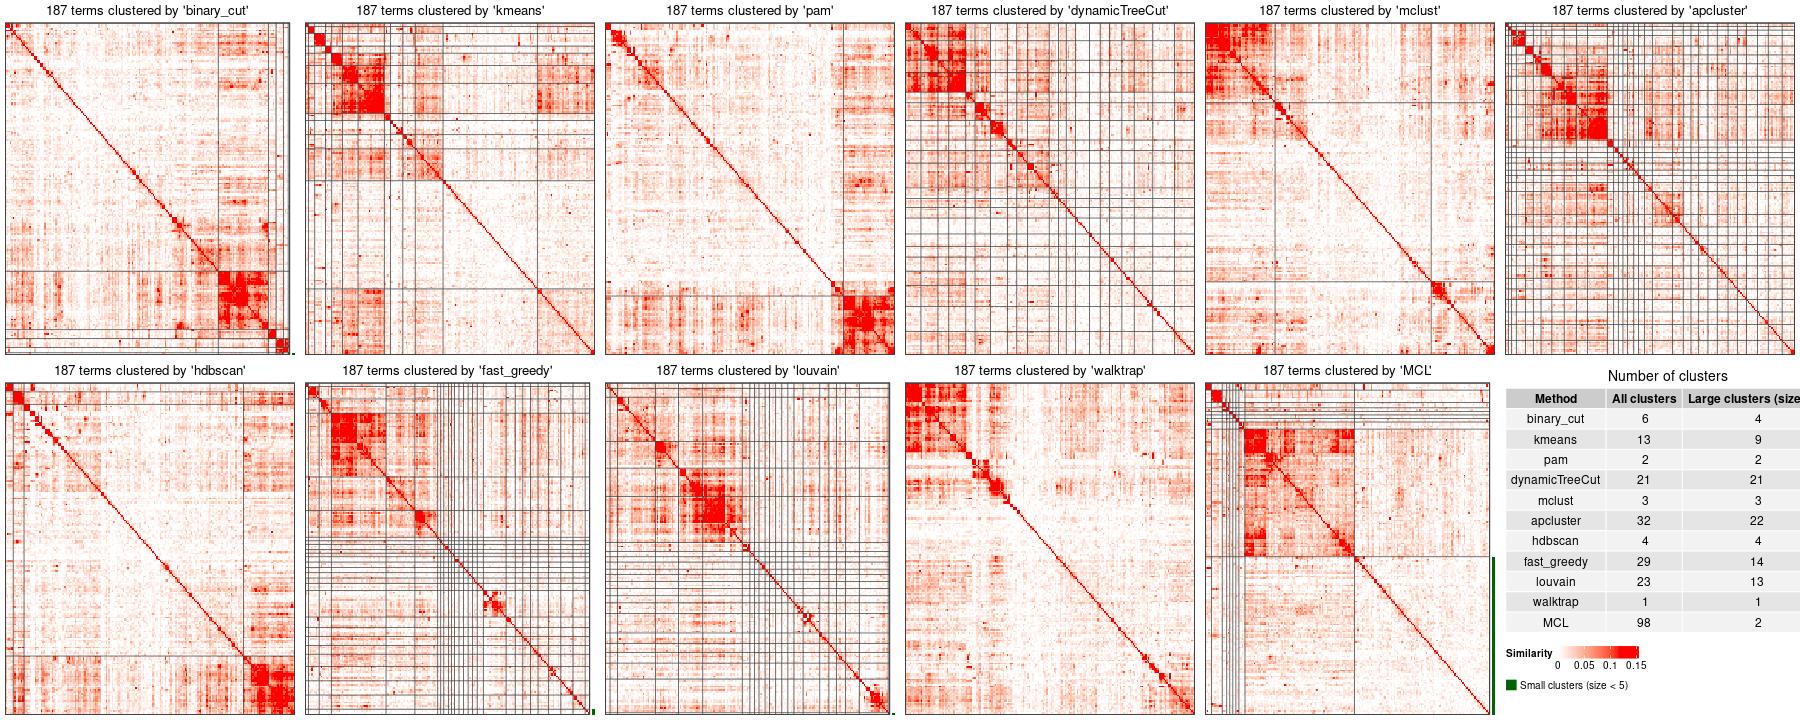 187 terms clustered by 'binary_cut'
187 terms clustered by 'kmeans'
187 terms clustered by 'pam'
187 terms clustered by 'dynamicTreeCut'
187 terms clustered by 'mclust'
187 terms clustered by 'apcluster'
187 terms clustered by 'hdbscan'
187 terms clustered by 'fast_greedy'
187 terms clustered by 'louvain'
187 terms clustered by 'walktrap'
187 terms clustered by 'MCL'
Number of clusters
Method All clusters Large clusters (size
binary_cut 6 4
kmeans 13 9
pam 2 2
dynamicTreeCut 21 21
mclust 3 3
apcluster 32 22
hdbscan 4 4
fast_greedy 29 14
louvain 23 13
walktrap 1 1
MCL 98 2
Similarity
0 0.05 0.1 0.15
Small clusters (size < 5)